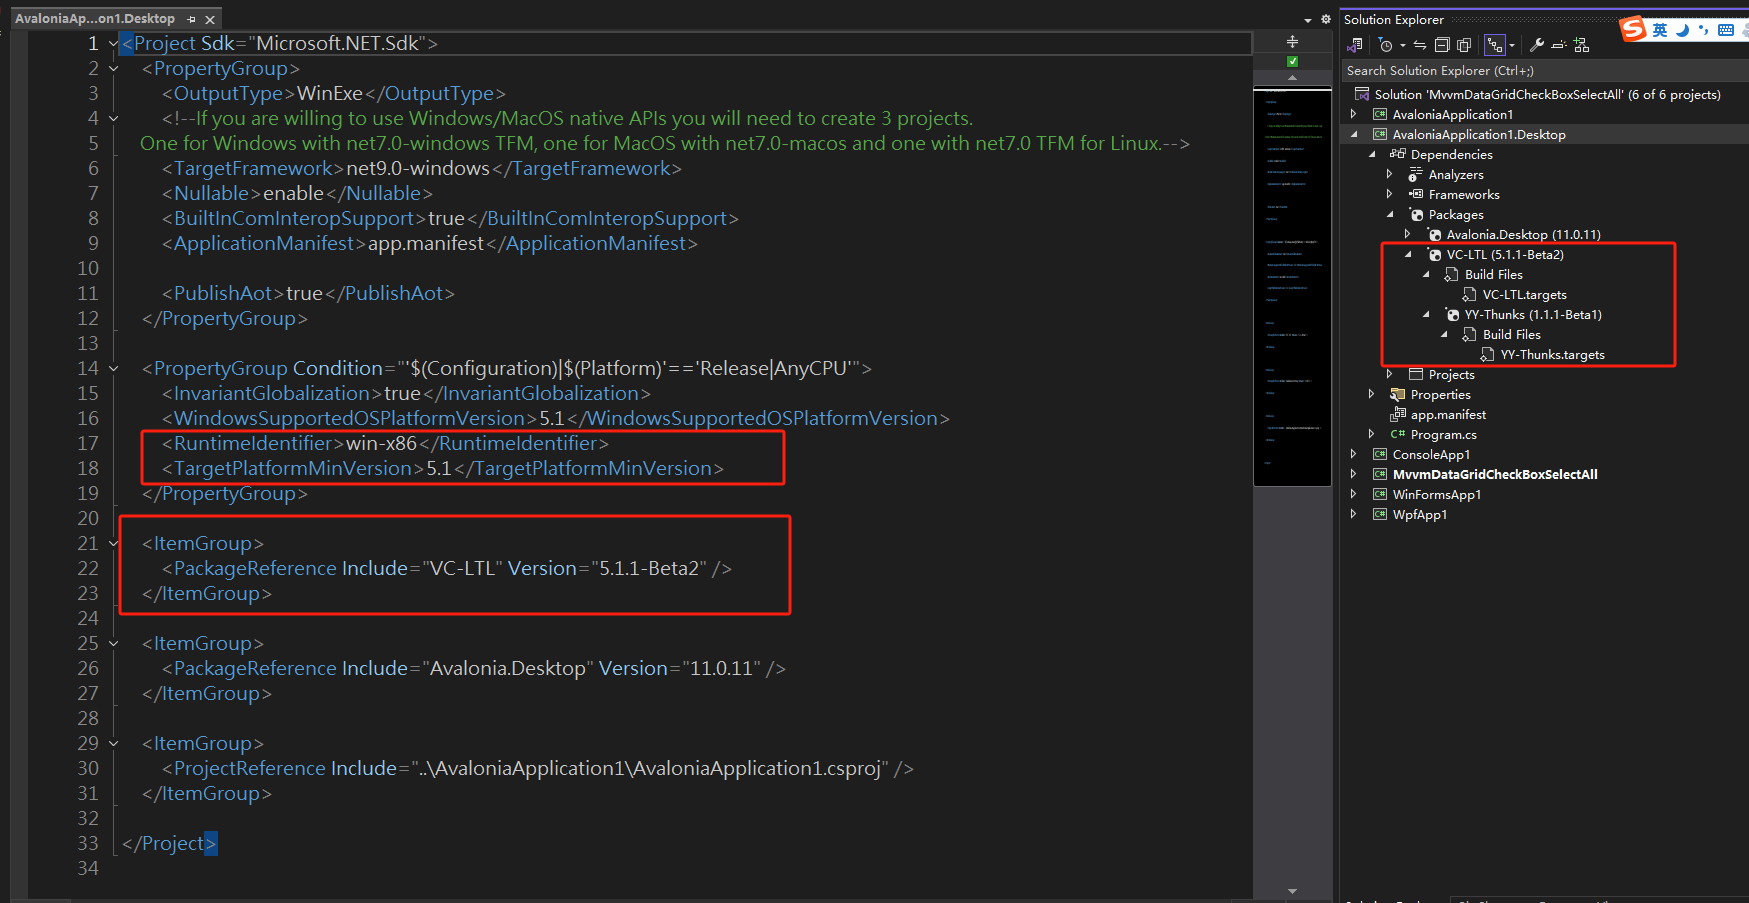 AvaloniaAp...on1.Desktop
1 <Project Sdk="Microsoft.NET.Sdk">
2 <PropertyGroup>
3 <OutputType>WinExe</OutputType>
4 <!--If you are willing to use Windows/MacOS native APIs you will need to create 3 projects.
5 One for Windows with net7.0-windows TFM, one for MacOS with net7.0-macos and one with net7.0 TFM for Linux.-->
6 <TargetFramework>net9.0-windows</TargetFramework>
7 <Nullable>enable</Nullable>
8 <BuiltInComInteropSupport>true</BuiltInComInteropSupport>
9 <ApplicationManifest>app.manifest</ApplicationManifest>
10
11 <PublishAot>true</PublishAot>
12 </PropertyGroup>
13
14 <PropertyGroup Condition="'$(Configuration)|$(Platform)'=='Release|AnyCPU'">
15 <InvariantGlobalization>true</InvariantGlobalization>
16 <WindowsSupportedOSPlatformVersion>5.1</WindowsSupportedOSPlatformVersion>
17 <RuntimeIdentifier>win-x86</RuntimeIdentifier>
18 <TargetPlatformMinVersion>5.1</TargetPlatformMinVersion>
19 </PropertyGroup>
20
21 <ItemGroup>
22 <PackageReference Include="VC-LTL" Version="5.1.1-Beta2" />
23 </ItemGroup>
24
25 <ItemGroup>
26 <PackageReference Include="Avalonia.Desktop" Version="11.0.11" />
27 </ItemGroup>
28
29 <ItemGroup>
30 <ProjectReference Include="..\AvaloniaApplication1\AvaloniaApplication1.csproj" />
31 </ItemGroup>
32
33 </Project>
34
Solution Explorer
S 英
Search Solution Explorer (Ctrl+;)
Solution 'MvvmDataGridCheckBoxSelectAll' (6 of 6 projects)
C# AvaloniaApplication1
C# AvaloniaApplication1.Desktop
Dependencies
Analyzers
Frameworks
Packages
Avalonia.Desktop (11.0.11)
VC-LTL (5.1.1-Beta2)
Build Files
VC-LTL.targets
YY-Thunks (1.1.1-Beta1)
Build Files
YY-Thunks.targets
Projects
Properties
app.manifest
C# Program.cs
C# ConsoleApp1
C# MvvmDataGridCheckBoxSelectAll
C# WinFormsApp1
C# WpfApp1